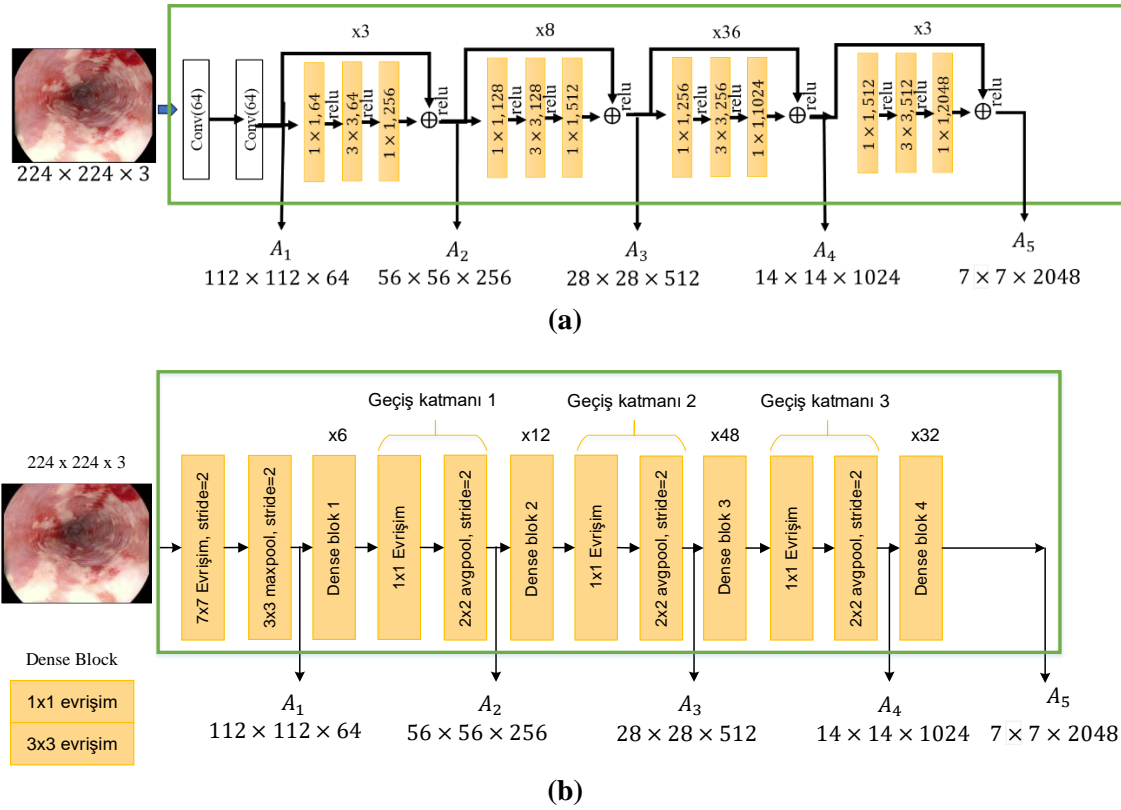 x3
x8
x36
x3
Conv(64)
Conv(64)
1 × 1, 64
relu
3 × 3, 64
relu
1 × 1, 256
relu
1 × 1, 128
relu
3 × 3, 128
relu
1 × 1, 512
relu
1 × 1, 256
relu
3 × 3, 256
relu
1 × 1, 1024
relu
1 × 1, 512
relu
3 × 3, 512
relu
1 × 1, 2048
relu
224 × 224 × 3
A₁
A₂
A₃
A₄
A₅
112 × 112 × 64
56 × 56 × 256
28 × 28 × 512
14 × 14 × 1024
7 × 7 × 2048
(a)
Geçiş katmanı 1
Geçiş katmanı 2
Geçiş katmanı 3
x6
x12
x48
x32
224 x 224 x 3
7x7 Evrişim, stride=2
3x3 maxpool, stride=2
Dense blok 1
1x1 Evrişim
2x2 avgpool, stride=2
Dense blok 2
1x1 Evrişim
2x2 avgpool, stride=2
Dense blok 3
1x1 Evrişim
2x2 avgpool, stride=2
Dense blok 4
Dense Block
1x1 evrişim
3x3 evrişim
A₁
A₂
A₃
A₄
A₅
112 × 112 × 64
56 × 56 × 256
28 × 28 × 512
14 × 14 × 1024
7 × 7 × 2048
(b)